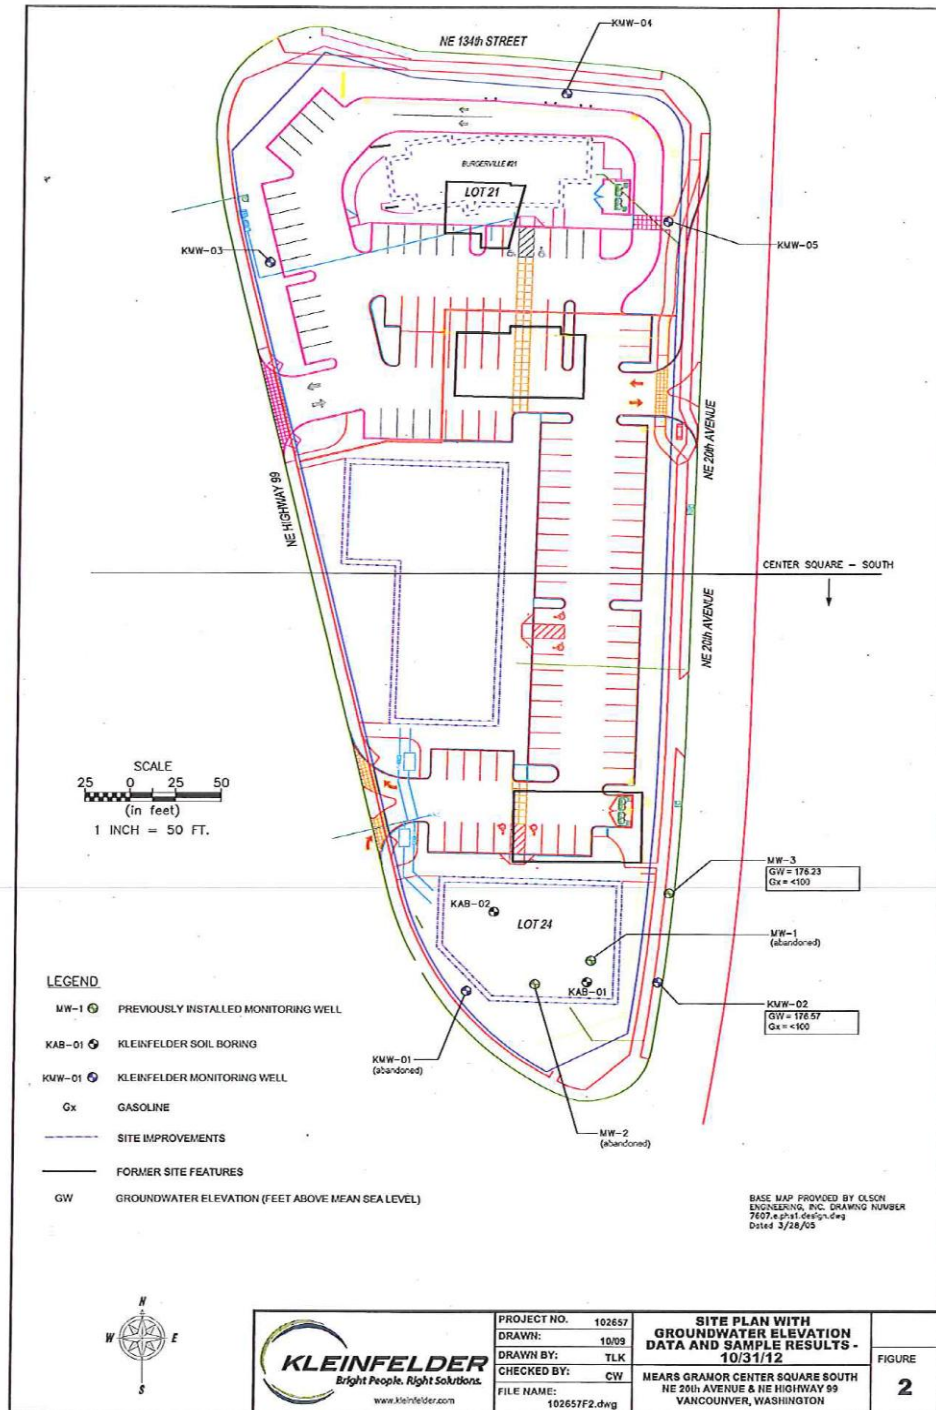 KMW-04
NE 134th STREET
BURGERVILLE #21
LOT 21
KMW-03
KMW-05
NE HIGHWAY 99
NE 20th AVENUE
CENTER SQUARE - SOUTH
NE 20th AVENUE
SCALE
25 0 25 50
(in feet)
1 INCH = 50 FT.
MW-3
GW = 176.23
Gx = <100
KAB-02
LOT 24
MW-1
(abandoned)
KAB-01
KMW-02
GW = 176.57
Gx = <100
KMW-01
(abandoned)
MW-2
(abandoned)
LEGEND
MW-1 PREVIOUSLY INSTALLED MONITORING WELL
KAB-01 KLEINFELDER SOIL BORING
KMW-01 KLEINFELDER MONITORING WELL
Gx GASOLINE
SITE IMPROVEMENTS
FORMER SITE FEATURES
GW GROUNDWATER ELEVATION (FEET ABOVE MEAN SEA LEVEL)
BASE MAP PROVIDED BY OLSON
ENGINEERING, INC. DRAWING NUMBER
7607.e.phs1.design.dwg
Dated 3/28/05
N
W E
S
KLEINFELDER
Bright People. Right Solutions.
www.kleinfelder.com
PROJECT NO. 102657
DRAWN: 10/09
DRAWN BY: TLK
CHECKED BY: CW
FILE NAME:
102657F2.dwg
SITE PLAN WITH
GROUNDWATER ELEVATION
DATA AND SAMPLE RESULTS -
10/31/12
MEARS GRAMOR CENTER SQUARE SOUTH
NE 20th AVENUE & NE HIGHWAY 99
VANCOUNVER, WASHINGTON
FIGURE
2